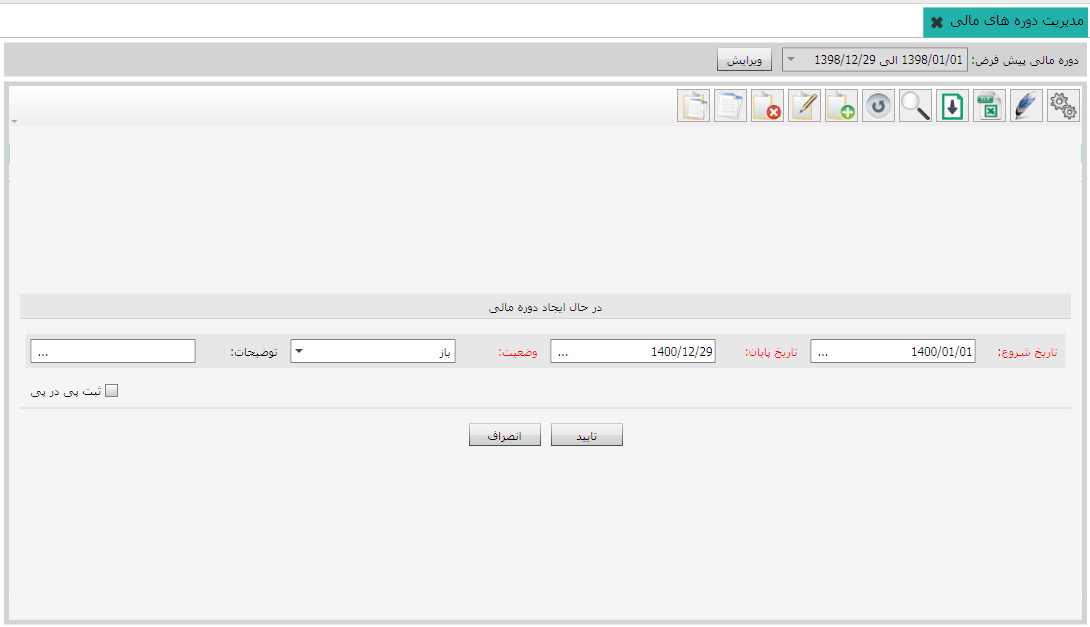 مدیریت دوره های مالی
دوره مالی پیش فرض: 1398/01/01 الی 1398/12/29 ویرایش
در حال ایجاد دوره مالی
تاریخ شروع: 1400/01/01 ... تاریخ پایان: 1400/12/29 ... وضعیت: باز توضیحات: ...
ثبت پی در پی
تایید انصراف